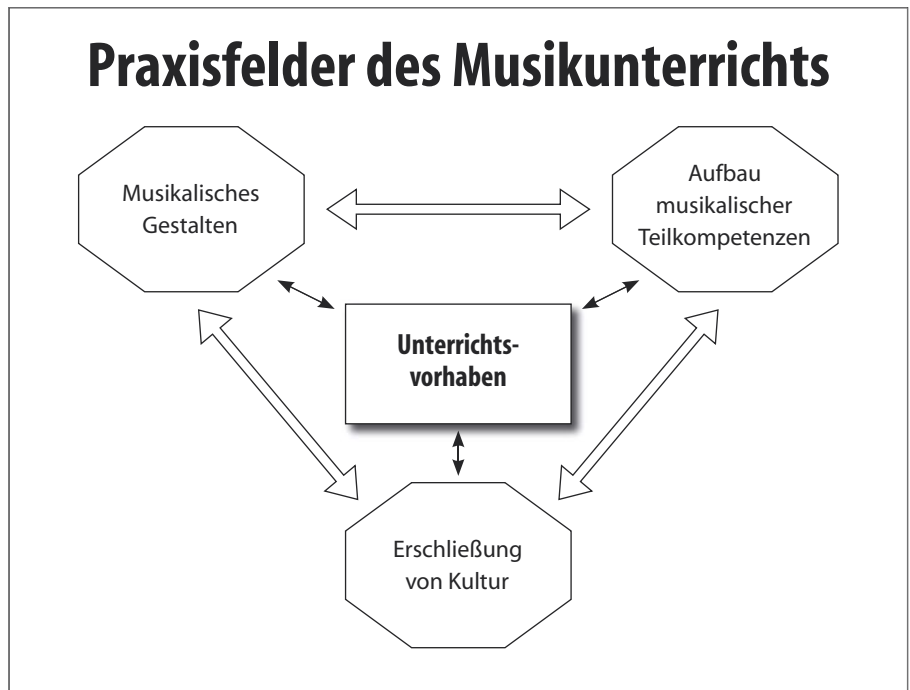 Praxisfelder des Musikunterrichts
Musikalisches
Gestalten
Aufbau
musikalischer
Teilkompetenzen
Unterrichts-
vorhaben
Erschließung
von Kultur